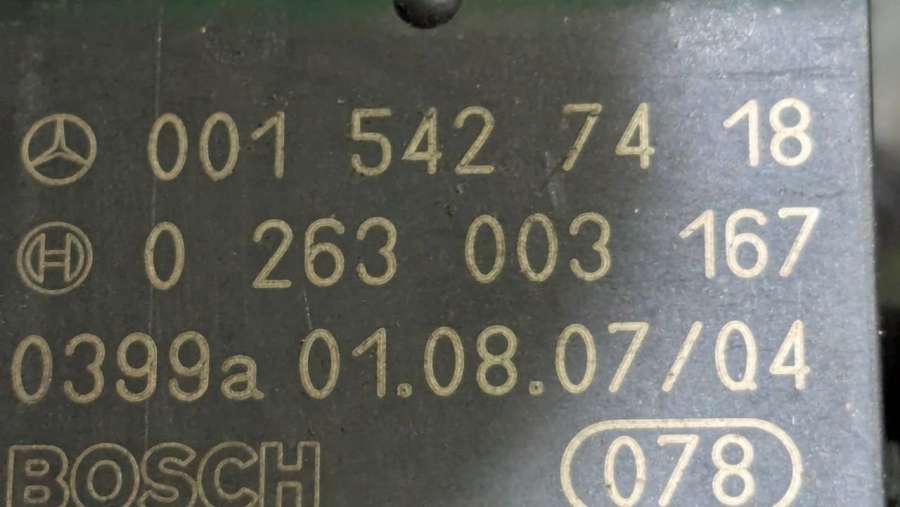 001 542 74 18
0 263 003 167
0399a 01.08.07/Q4
BOSCH 078